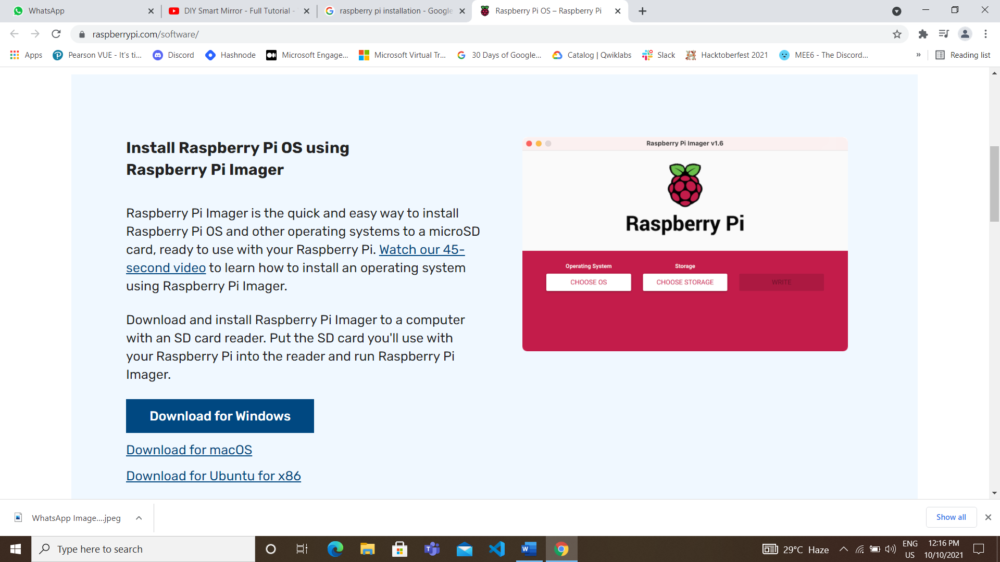 WhatsApp
DIY Smart Mirror - Full Tutorial -
raspberry pi installation - Google
Raspberry Pi OS – Raspberry Pi
raspberrypi.com/software/
Apps
Pearson VUE - It's ti...
Discord
Hashnode
Microsoft Engage...
Microsoft Virtual Tr...
30 Days of Google...
Catalog | Qwiklabs
Slack
Hacktoberfest 2021
MEE6 - The Discord...
»
Reading list
Install Raspberry Pi OS using
Raspberry Pi Imager
Raspberry Pi Imager is the quick and easy way to install
Raspberry Pi OS and other operating systems to a microSD
card, ready to use with your Raspberry Pi. Watch our 45-
second video to learn how to install an operating system
using Raspberry Pi Imager.
Download and install Raspberry Pi Imager to a computer
with an SD card reader. Put the SD card you'll use with
your Raspberry Pi into the reader and run Raspberry Pi
Imager.
Download for Windows
Download for macOS
Download for Ubuntu for x86
Raspberry Pi Imager v1.6
Raspberry Pi
Operating System
Storage
CHOOSE OS
CHOOSE STORAGE
WRITE
WhatsApp Image....jpeg
Show all
Type here to search
29°C Haze
ENG
US
12:16 PM
10/10/2021